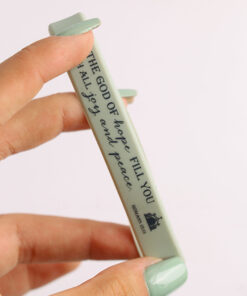 THE GOD OF hope FILL YOU
ALL joy and peace